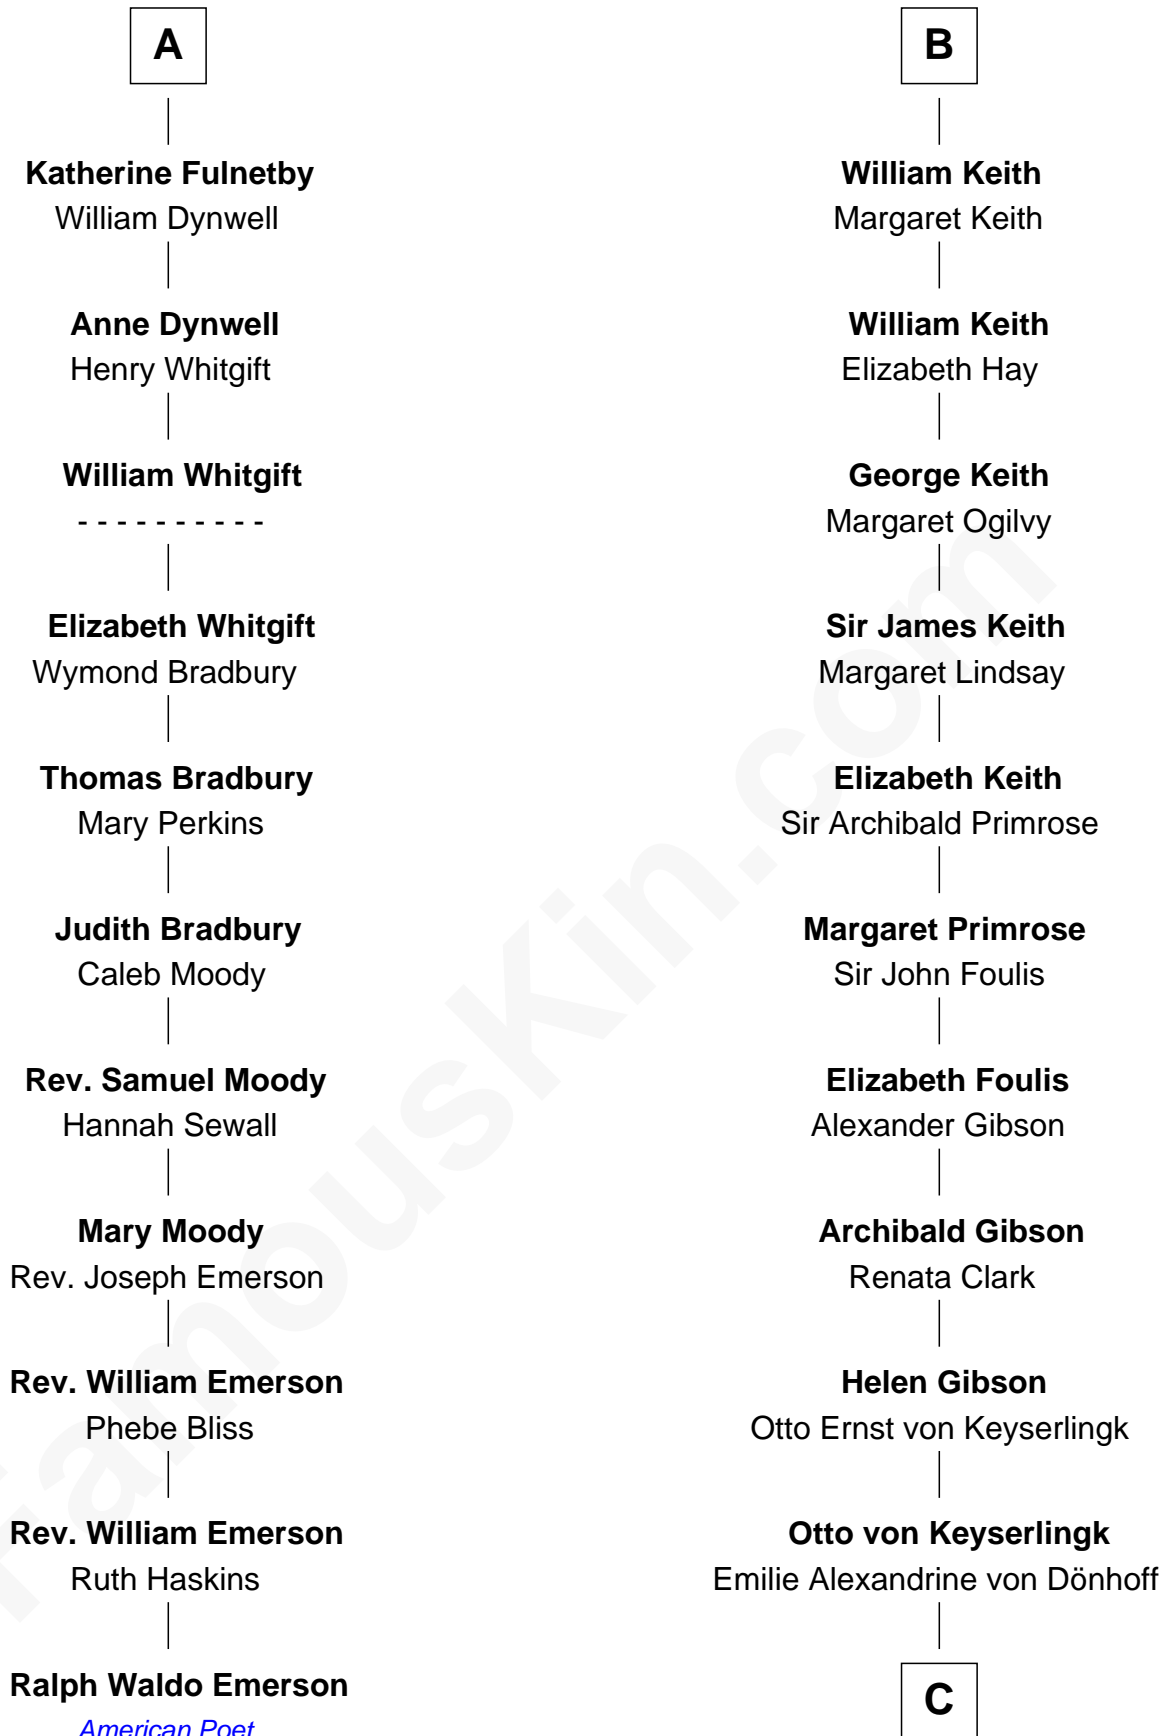 A
Katherine Fulnetby
William Dynwell
Anne Dynwell
Henry Whitgift
William Whitgift
- - - - - - - - - -
Elizabeth Whitgift
Wymond Bradbury
Thomas Bradbury
Mary Perkins
Judith Bradbury
Caleb Moody
Rev. Samuel Moody
Hannah Sewall
Mary Moody
Rev. Joseph Emerson
Rev. William Emerson
Phebe Bliss
Rev. William Emerson
Ruth Haskins
Ralph Waldo Emerson
American Poet
B
William Keith
Margaret Keith
William Keith
Elizabeth Hay
George Keith
Margaret Ogilvy
Sir James Keith
Margaret Lindsay
Elizabeth Keith
Sir Archibald Primrose
Margaret Primrose
Sir John Foulis
Elizabeth Foulis
Alexander Gibson
Archibald Gibson
Renata Clark
Helen Gibson
Otto Ernst von Keyserlingk
Otto von Keyserlingk
Emilie Alexandrine von Dönhoff
C
FamousKin.com